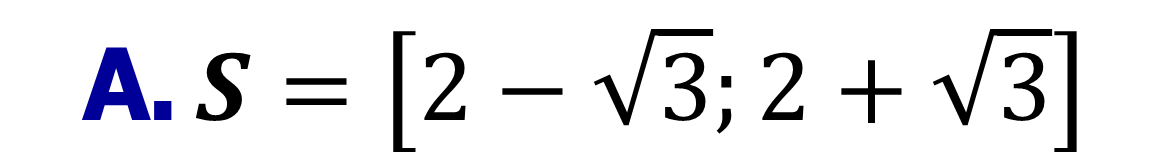 A. S = [2 − √3; 2 + √3]